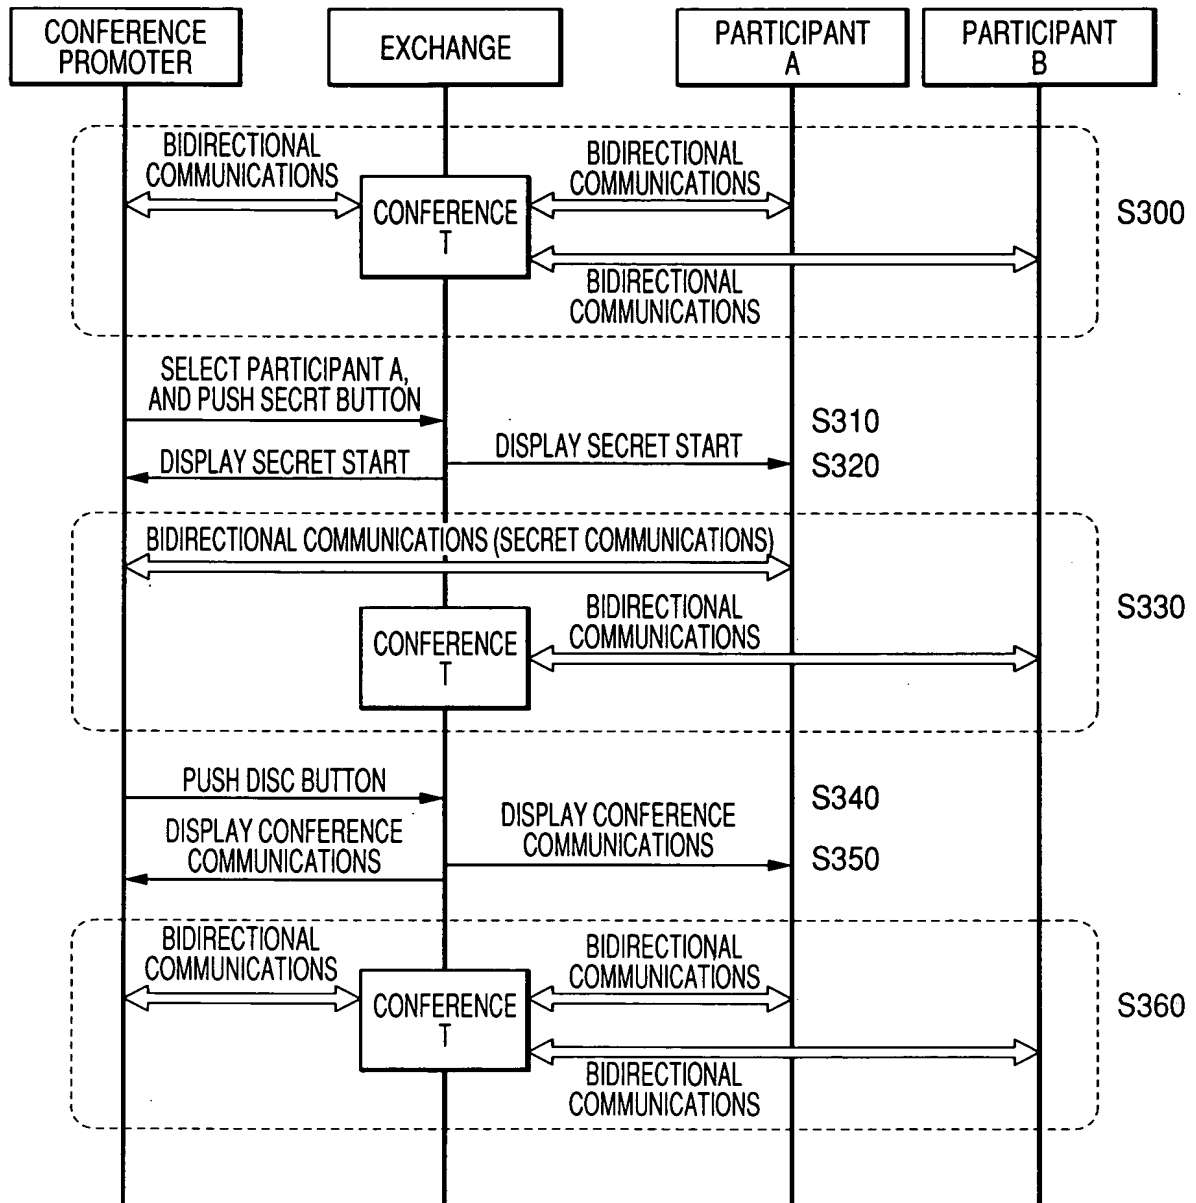 CONFERENCE
PROMOTER
EXCHANGE
PARTICIPANT
A
PARTICIPANT
B
BIDIRECTIONAL
COMMUNICATIONS
BIDIRECTIONAL
COMMUNICATIONS
CONFERENCE
T
S300
BIDIRECTIONAL
COMMUNICATIONS
SELECT PARTICIPANT A,
AND PUSH SECRT BUTTON
S310
DISPLAY SECRET START
DISPLAY SECRET START
S320
BIDIRECTIONAL COMMUNICATIONS (SECRET COMMUNICATIONS)
BIDIRECTIONAL
COMMUNICATIONS
S330
CONFERENCE
T
PUSH DISC BUTTON
S340
DISPLAY CONFERENCE
COMMUNICATIONS
DISPLAY CONFERENCE
COMMUNICATIONS
S350
BIDIRECTIONAL
COMMUNICATIONS
BIDIRECTIONAL
COMMUNICATIONS
CONFERENCE
T
S360
BIDIRECTIONAL
COMMUNICATIONS